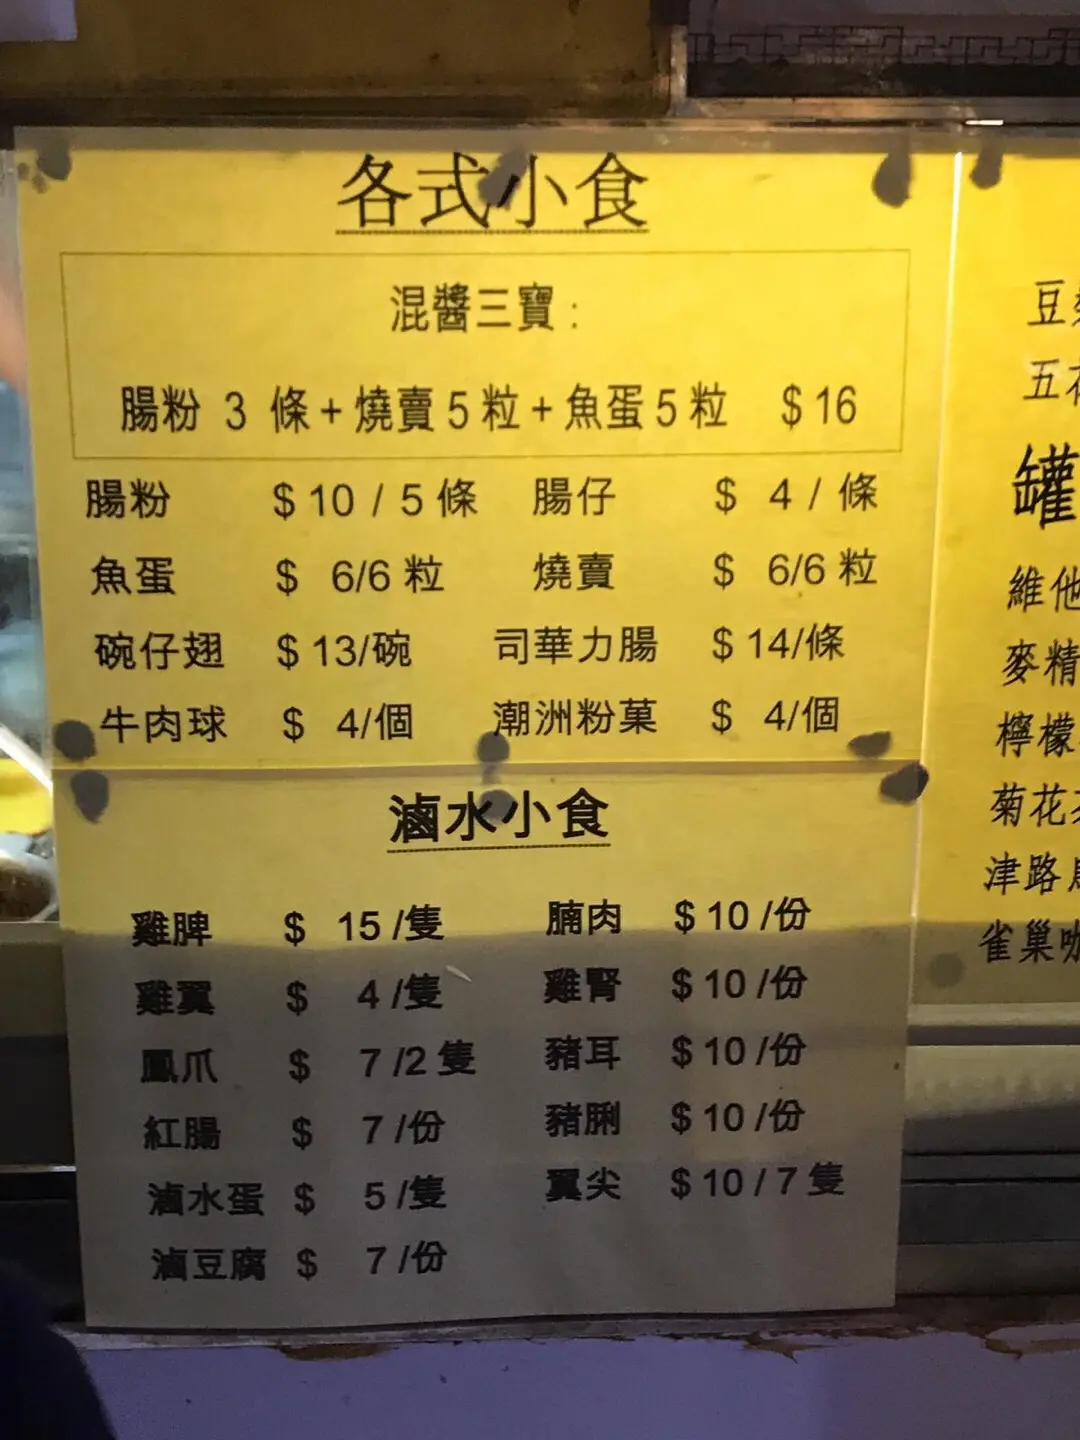 各式小食
混醬三寶：
腸粉 3 條 + 燒賣 5 粒 + 魚蛋 5 粒 $16
腸粉 $10 / 5 條 腸仔 $ 4 / 條
魚蛋 $ 6/6 粒 燒賣 $ 6/6 粒
碗仔翅 $13/碗 司華力腸 $14/條
牛肉球 $ 4/個 潮洲粉菓 $ 4/個
滷水小食
雞脾 $ 15 /隻 腩肉 $10 /份
雞翼 $ 4 /隻 雞腎 $10 /份
鳳爪 $ 7 /2 隻 豬耳 $10 /份
紅腸 $ 7 /份 豬脷 $10 /份
滷水蛋 $ 5 /隻 翼尖 $10 / 7 隻
滷豆腐 $ 7 /份
豆
五花
罐
維他
麥精
檸檬
菊花
津路
雀巢咖